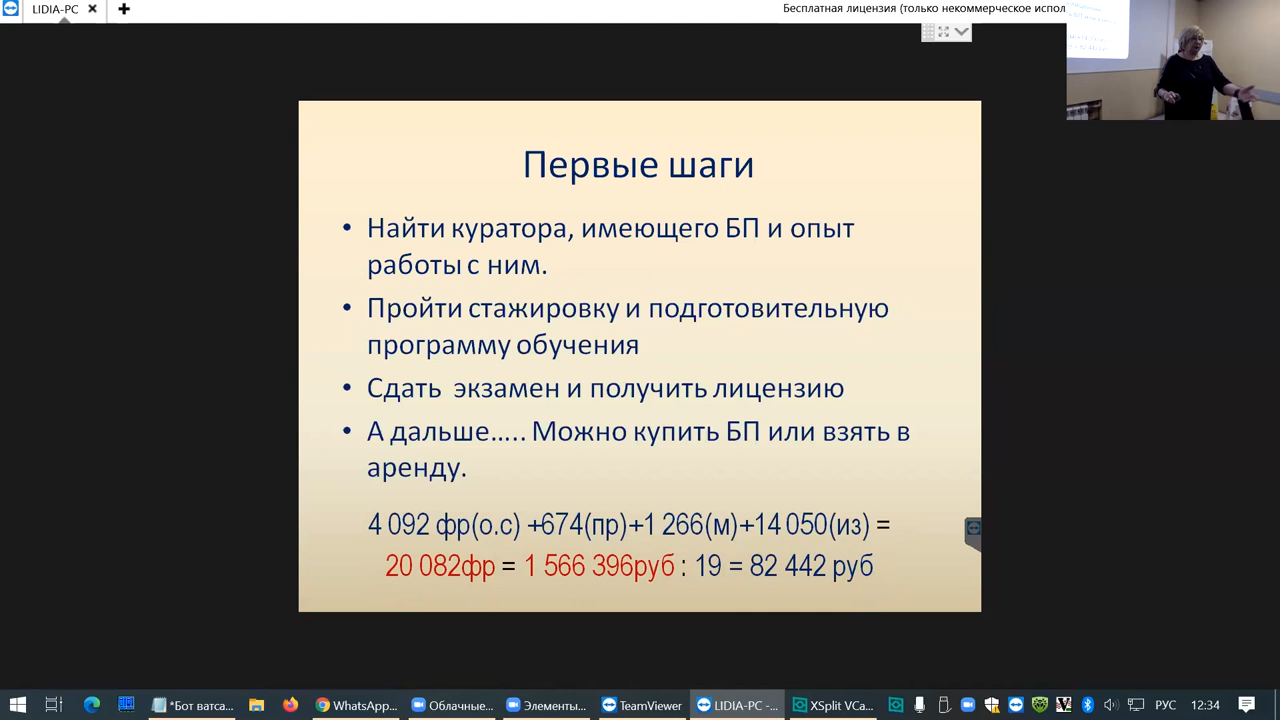 LIDIA-PC
Бесплатная лицензия (только некоммерческое испол
Первые шаги
• Найти куратора, имеющего БП и опыт
работы с ним.
• Пройти стажировку и подготовительную
программу обучения
• Сдать экзамен и получить лицензию
• А дальше….. Можно купить БП или взять в
аренду.
4 092 фр(о.с) +674(пр)+1 266(м)+14 050(из) =
20 082фр = 1 566 396руб : 19 = 82 442 руб
*Бот ватса... WhatsApp... Облачные... Элементы... TeamViewer LIDIA-PC -... XSplit VCa... РУС 12:34